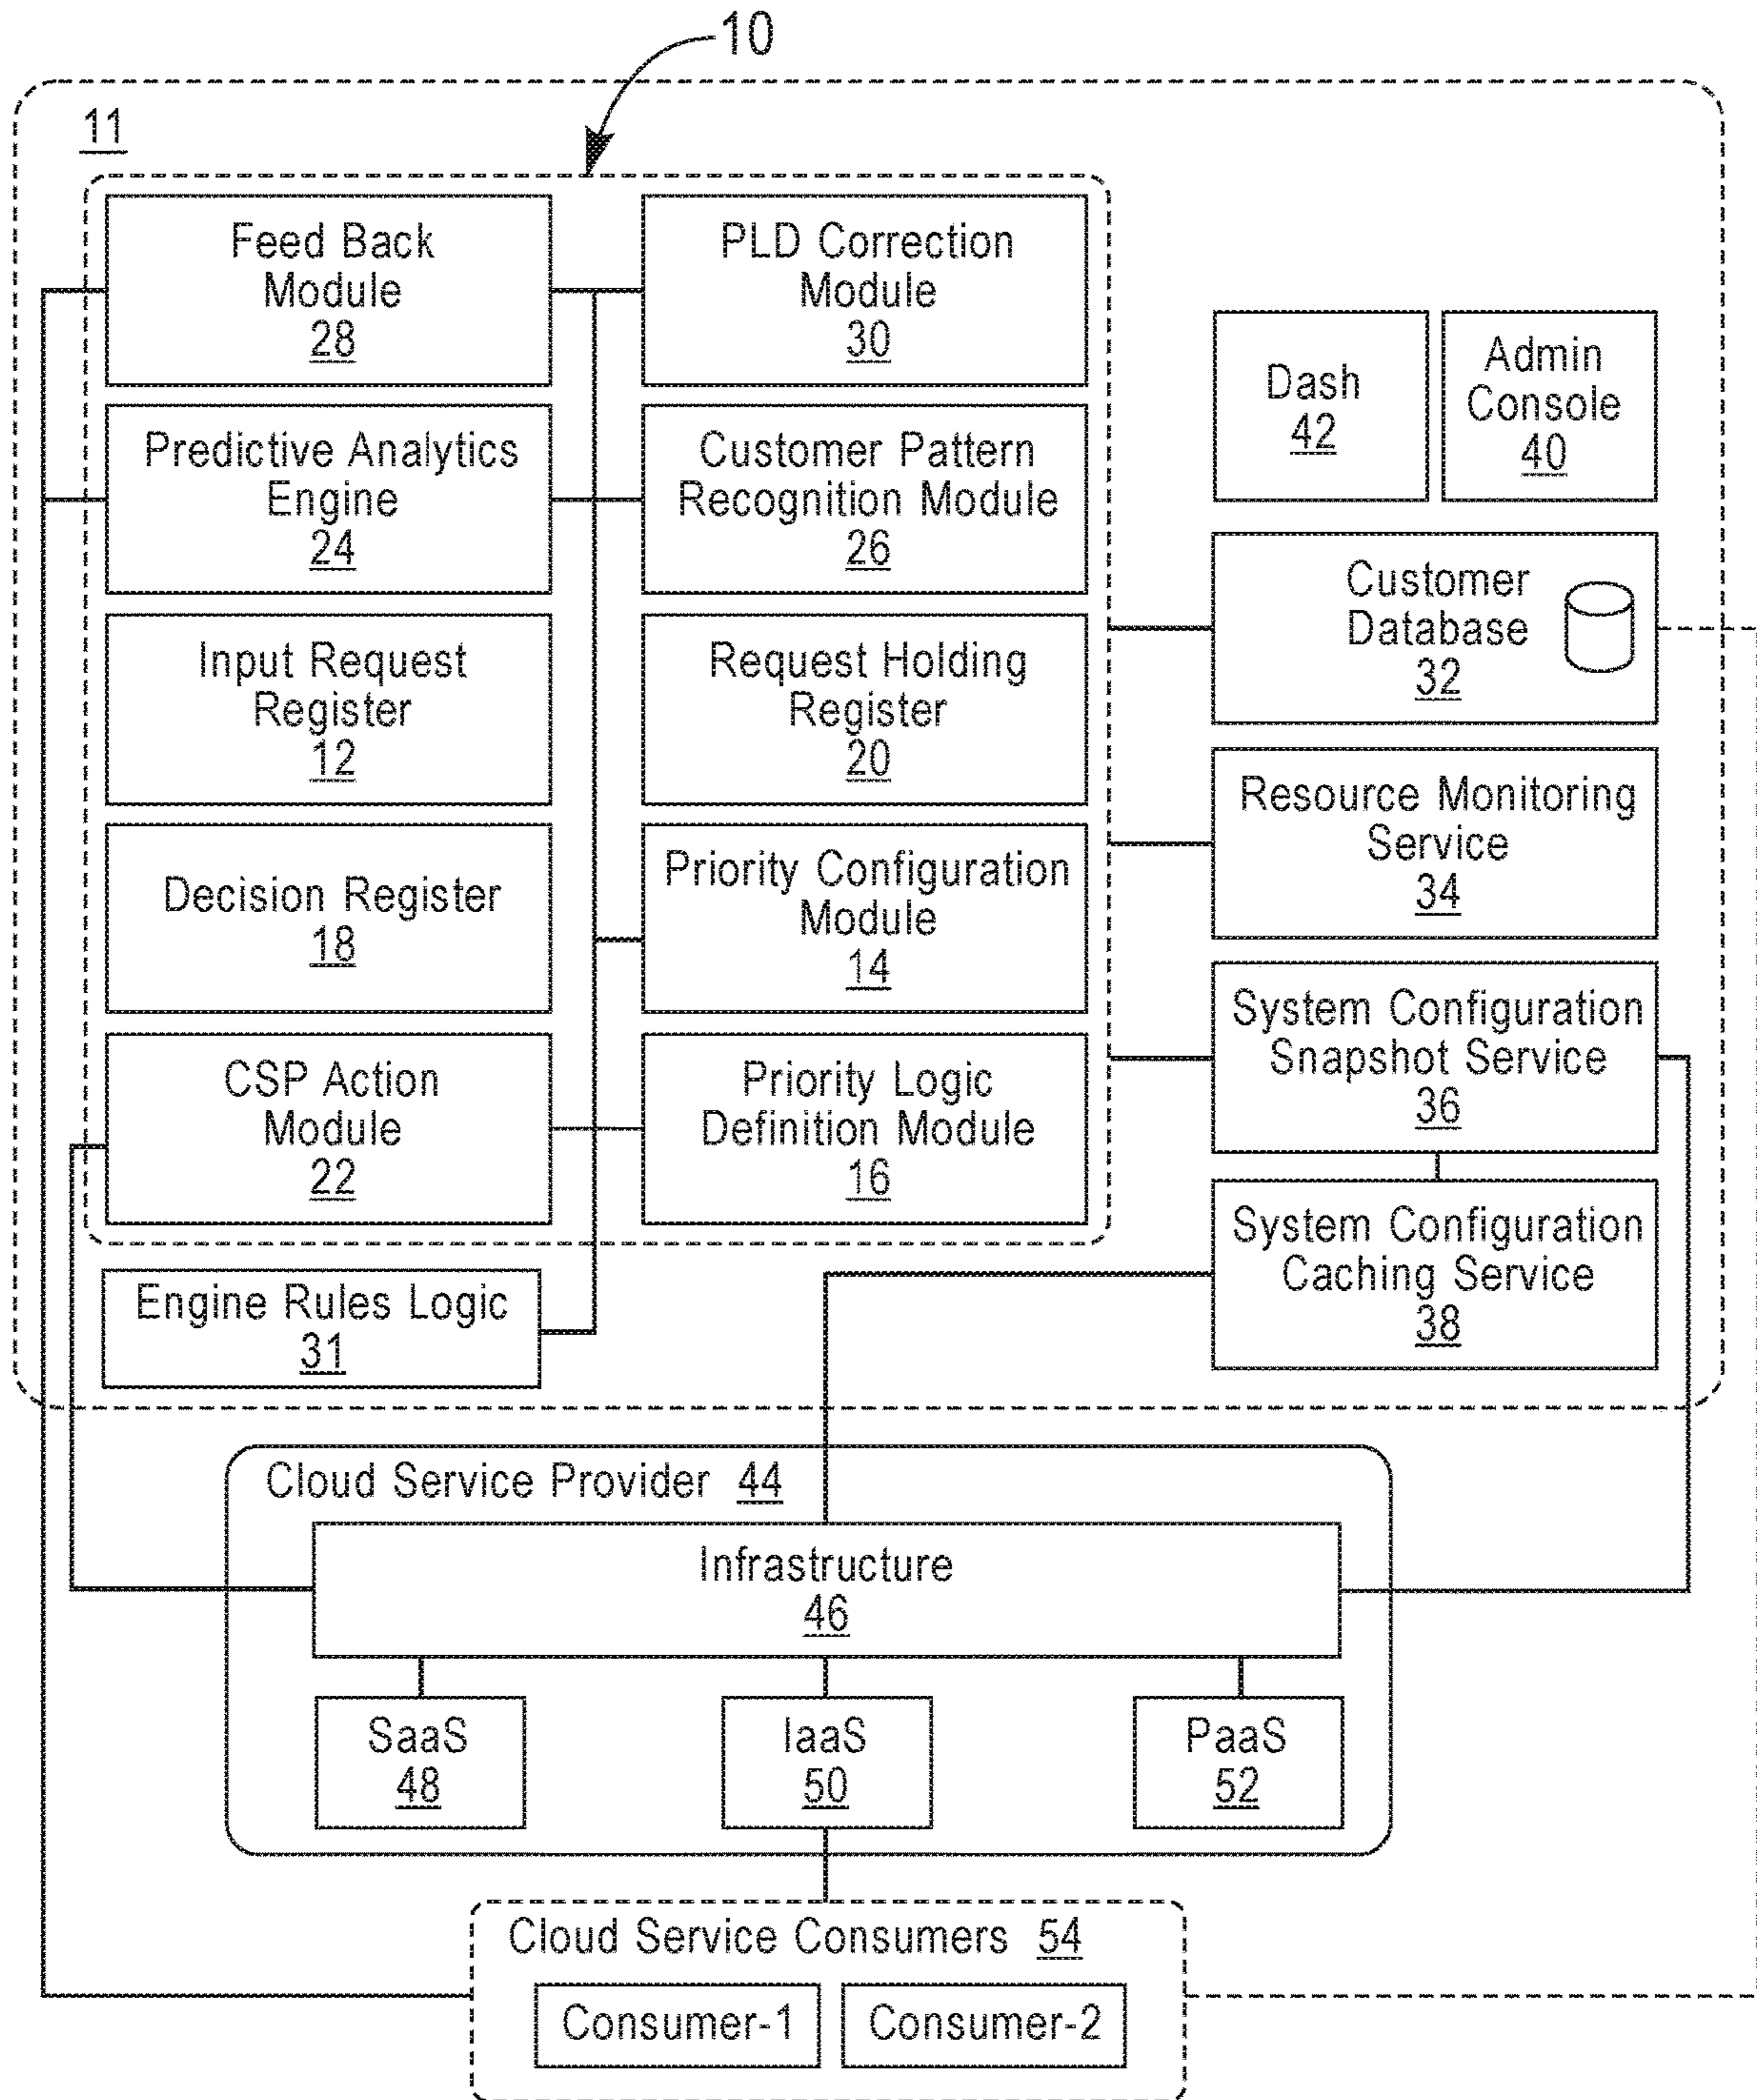 10
11
Feed Back
Module
28
PLD Correction
Module
30
Predictive Analytics
Engine
24
Customer Pattern
Recognition Module
26
Input Request
Register
12
Request Holding
Register
20
Decision Register
18
Priority Configuration
Module
14
CSP Action
Module
22
Priority Logic
Definition Module
16
Engine Rules Logic
31
Dash
42
Admin
Console
40
Customer
Database
32
Resource Monitoring
Service
34
System Configuration
Snapshot Service
36
System Configuration
Caching Service
38
Cloud Service Provider 44
Infrastructure
46
SaaS
48
IaaS
50
PaaS
52
Cloud Service Consumers 54
Consumer-1
Consumer-2